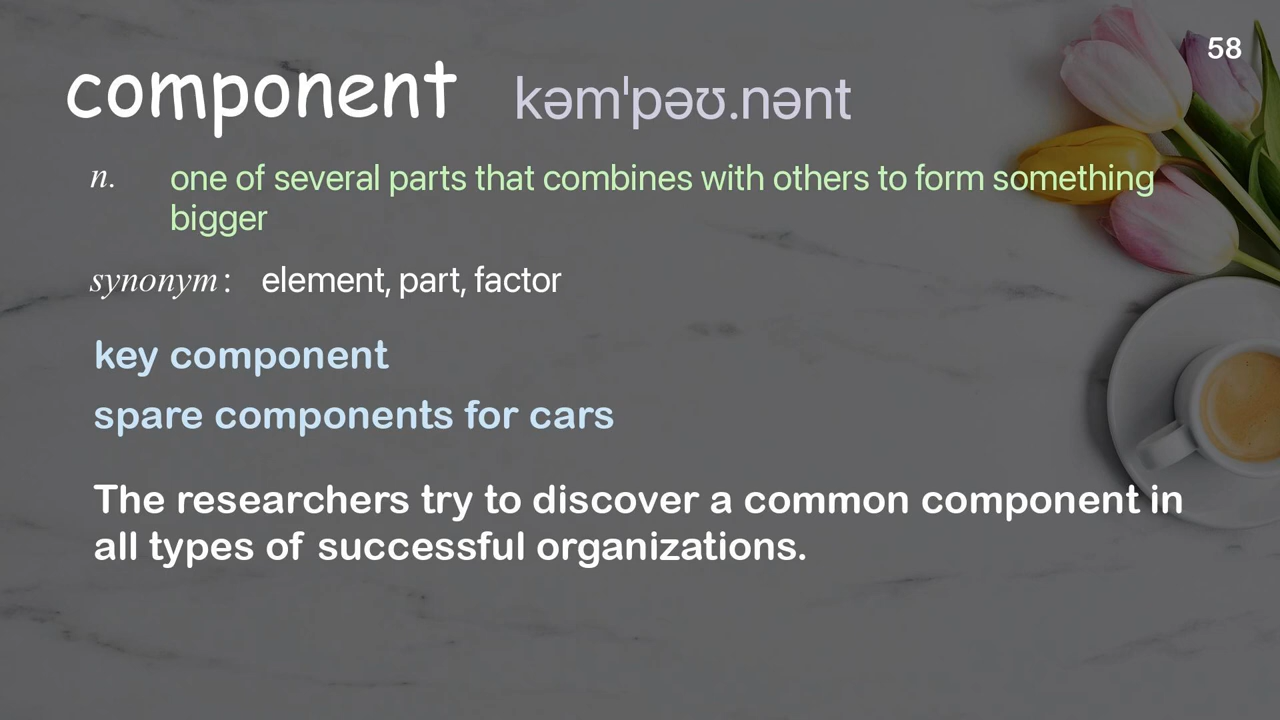 58
component kəmˈpəʊ.nənt
n. one of several parts that combines with others to form something
bigger
synonym: element, part, factor
key component
spare components for cars
The researchers try to discover a common component in
all types of successful organizations.